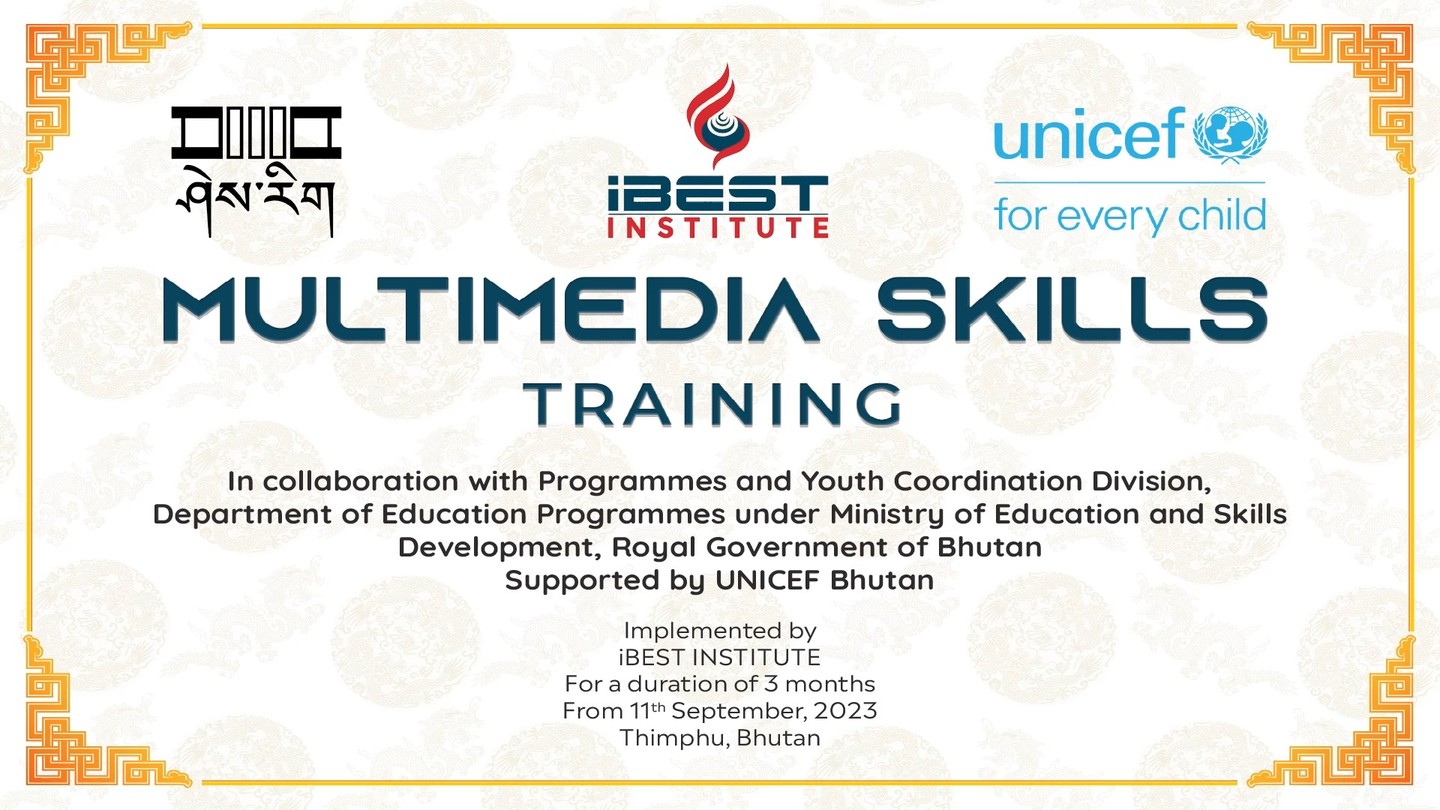 ཤེས་རིག
iBEST
INSTITUTE
unicef
for every child
MULTIMEDIA SKILLS
TRAINING
In collaboration with Programmes and Youth Coordination Division,
Department of Education Programmes under Ministry of Education and Skills
Development, Royal Government of Bhutan
Supported by UNICEF Bhutan
Implemented by
iBEST INSTITUTE
For a duration of 3 months
From 11th September, 2023
Thimphu, Bhutan